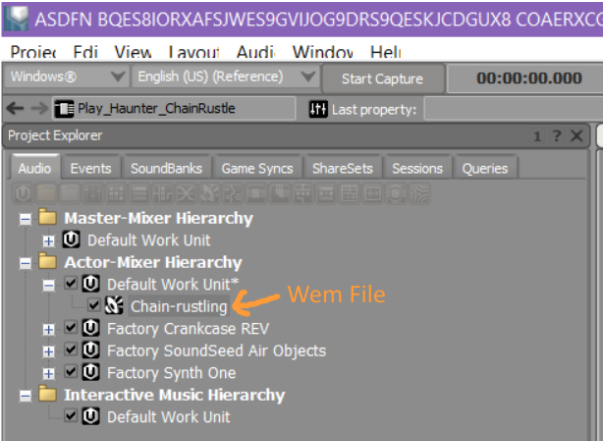 ASDFN BQES8IORXAFSJWES9GVIJOG9DRS9QESKJCDGUX8 COAERXCG
Projec Edi View Layout Audi Window Help
Windows® English (US) (Reference) Start Capture 00:00:00.000
Play_Haunter_ChainRustle Last property:
Project Explorer 1 ? X
Audio Events SoundBanks Game Syncs ShareSets Sessions Queries
Master-Mixer Hierarchy
Default Work Unit
Actor-Mixer Hierarchy
Default Work Unit*
Chain-rustling Wem File
Factory Crankcase REV
Factory SoundSeed Air Objects
Factory Synth One
Interactive Music Hierarchy
Default Work Unit